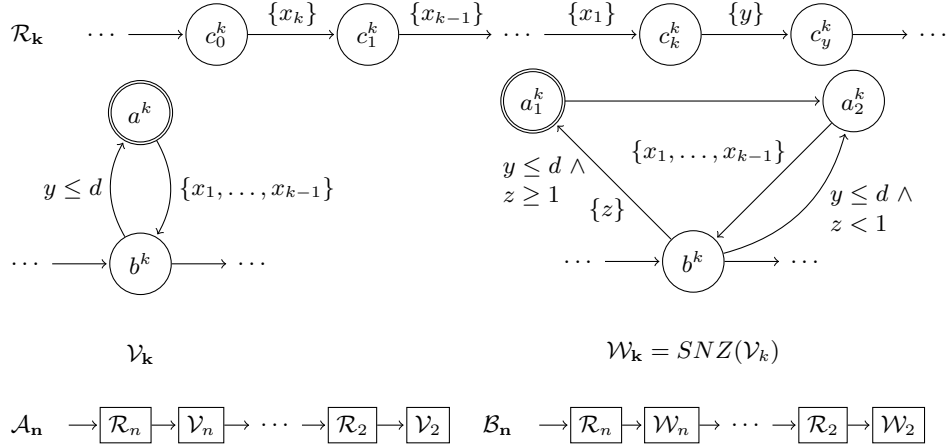 R_k ⋯ c_0^k {x_k} c_1^k {x_{k−1}} ⋯ {x_1} c_k^k {y} c_y^k ⋯
a^k
y ≤ d {x_1, …, x_{k−1}}
⋯ b^k ⋯
V_k
a_1^k a_2^k
{x_1, …, x_{k−1}}
y ≤ d ∧
z ≥ 1
{z}
y ≤ d ∧
z < 1
⋯ b^k ⋯
W_k = SNZ(V_k)
A_n R_n V_n ⋯ R_2 V_2
B_n R_n W_n ⋯ R_2 W_2